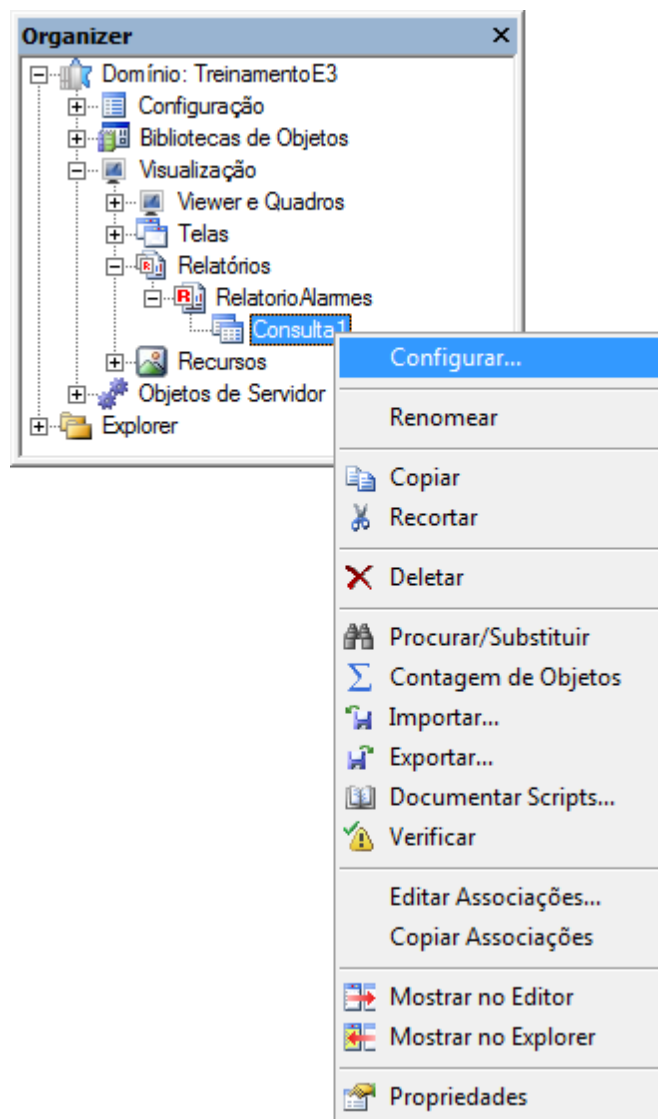 Organizer
Domínio: TreinamentoE3
Configuração
Bibliotecas de Objetos
Visualização
Viewer e Quadros
Telas
Relatórios
RelatorioAlarmes
Consulta1
Recursos
Objetos de Servidor
Explorer
Configurar...
Renomear
Copiar
Recortar
Deletar
Procurar/Substituir
Contagem de Objetos
Importar...
Exportar...
Documentar Scripts...
Verificar
Editar Associações...
Copiar Associações
Mostrar no Editor
Mostrar no Explorer
Propriedades